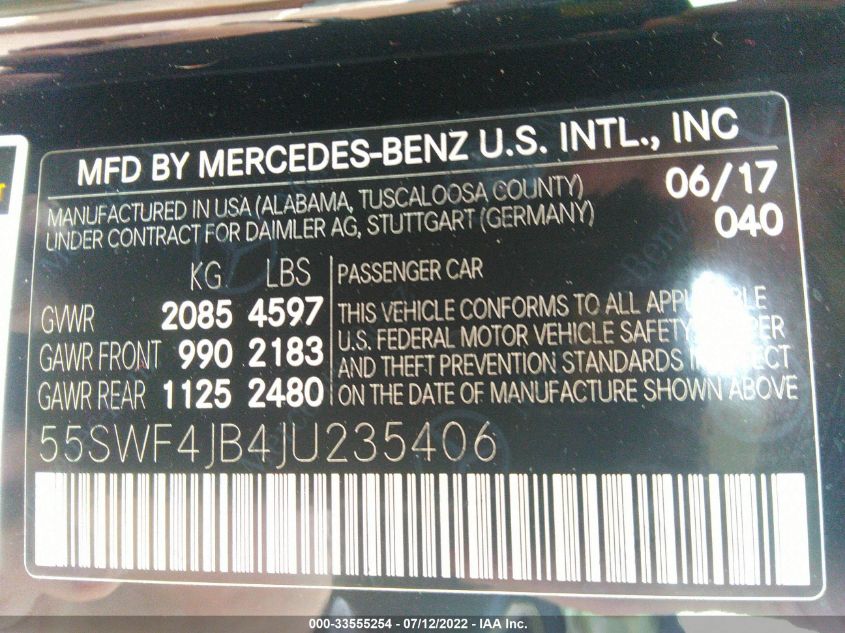 MFD BY MERCEDES-BENZ U.S. INTL., INC
MANUFACTURED IN USA (ALABAMA, TUSCALOOSA COUNTY) 06/17
UNDER CONTRACT FOR DAIMLER AG, STUTTGART (GERMANY) 040
KG LBS PASSENGER CAR
GVWR 2085 4597 THIS VEHICLE CONFORMS TO ALL
GAWR FRONT 990 2183 U.S. FEDERAL MOTOR VEHICLE SAFETY,
GAWR REAR 1125 2480 AND THEFT PREVENTION STANDARDS
ON THE DATE OF MANUFACTURE SHOWN ABOVE
55SWF4JB4JU235406
000-33555254 / 07/12/2022 - IAA Inc.